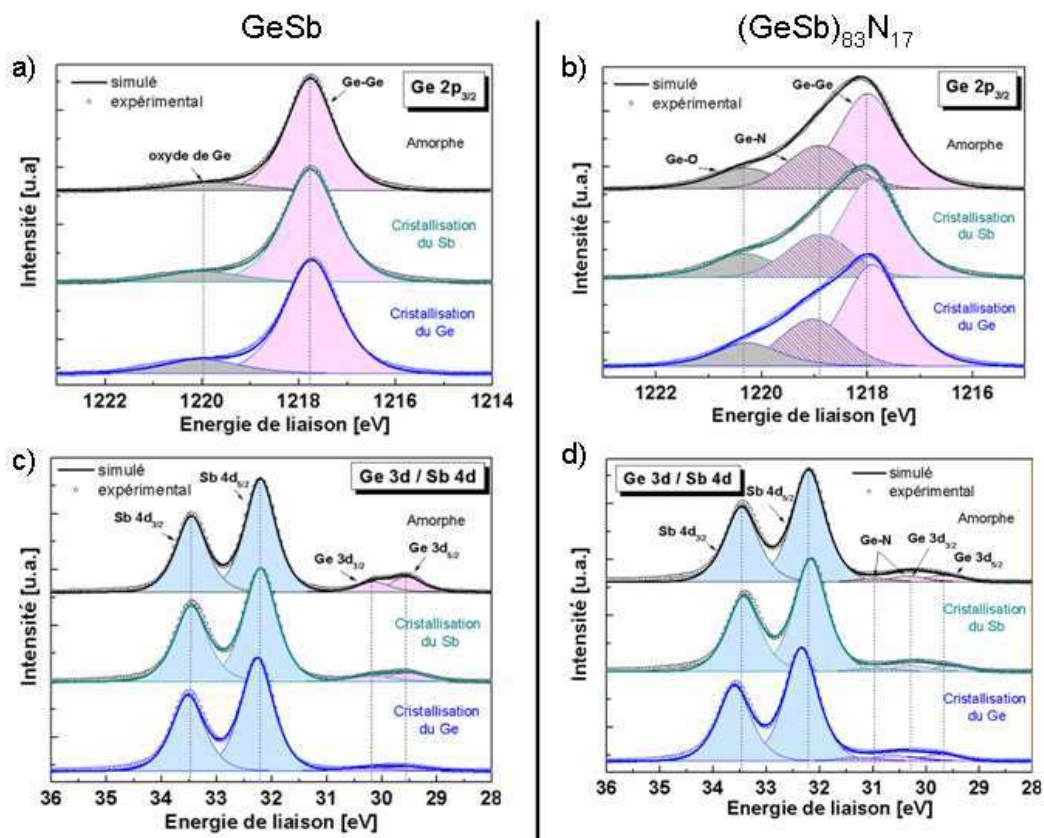 GeSb
(GeSb)83N17
a)
simulé
expérimental
Ge 2p3/2
Ge-Ge
Amorphe
oxyde de Ge
Cristallisation
du Sb
Cristallisation
du Ge
Intensité [u.a]
1222 1220 1218 1216 1214
Energie de liaison [eV]
b)
simulé
expérimental
Ge 2p3/2
Ge-Ge
Ge-N
Ge-O
Amorphe
Cristallisation
du Sb
Cristallisation
du Ge
Intensité [u.a]
1222 1220 1218 1216
Energie de liaison [eV]
c)
simulé
expérimental
Ge 3d / Sb 4d
Sb 4d5/2
Sb 4d3/2
Amorphe
Ge 3d3/2
Ge 3d5/2
Cristallisation
du Sb
Cristallisation
du Ge
Intensité [u.a.]
36 35 34 33 32 31 30 29 28
Energie de liaison [eV]
d)
Ge 3d / Sb 4d
simulé
expérimental
Sb 4d5/2
Sb 4d3/2
Amorphe
Ge-N
Ge 3d3/2
Ge 3d5/2
Cristallisation
du Sb
Cristallisation
du Ge
Intensité [u.a.]
36 35 34 33 32 31 30 29 28
Energie de liaison [eV]